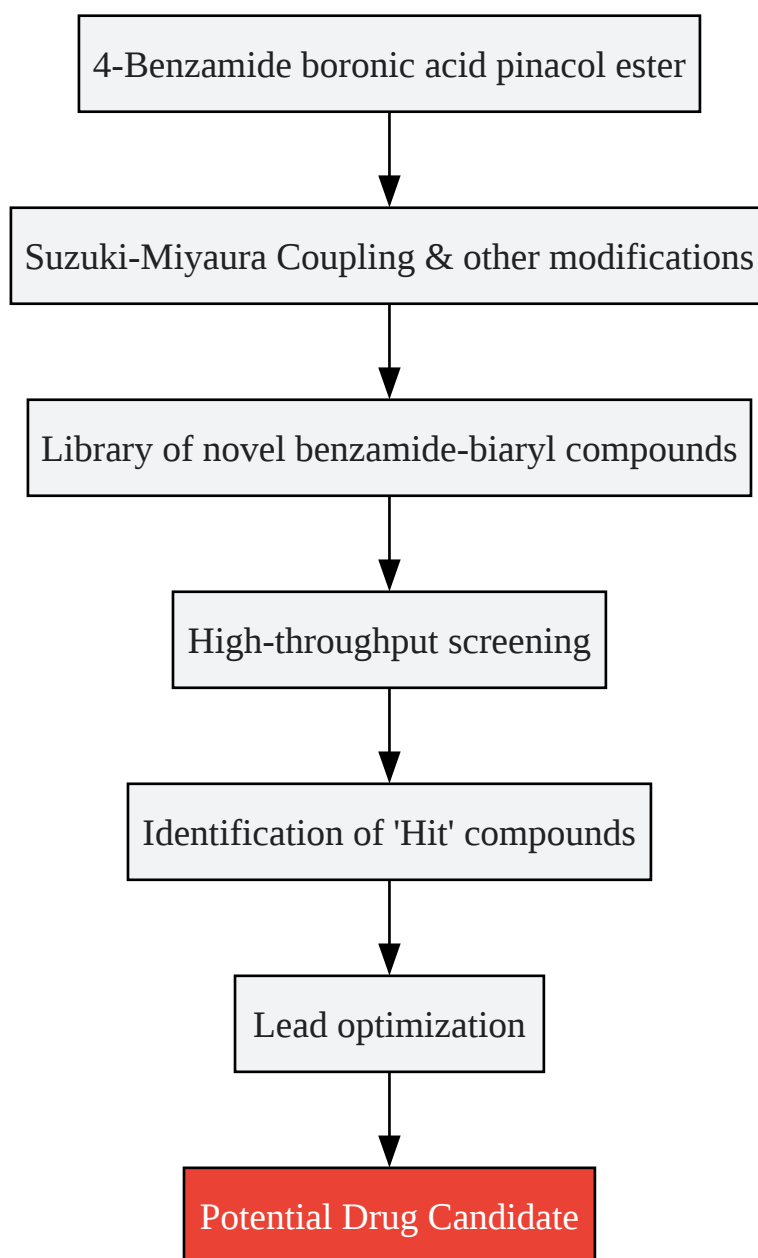 4-Benzamide boronic acid pinacol ester
Suzuki-Miyaura Coupling & other modifications
Library of novel benzamide-biaryl compounds
High-throughput screening
Identification of 'Hit' compounds
Lead optimization
Potential Drug Candidate